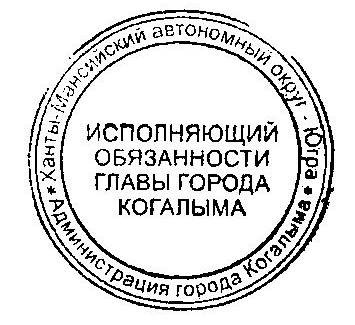 Ханты-Мансийский автономный округ - Югра
Администрация города Когалыма
ИСПОЛНЯЮЩИЙ
ОБЯЗАННОСТИ
ГЛАВЫ ГОРОДА
КОГАЛЫМА